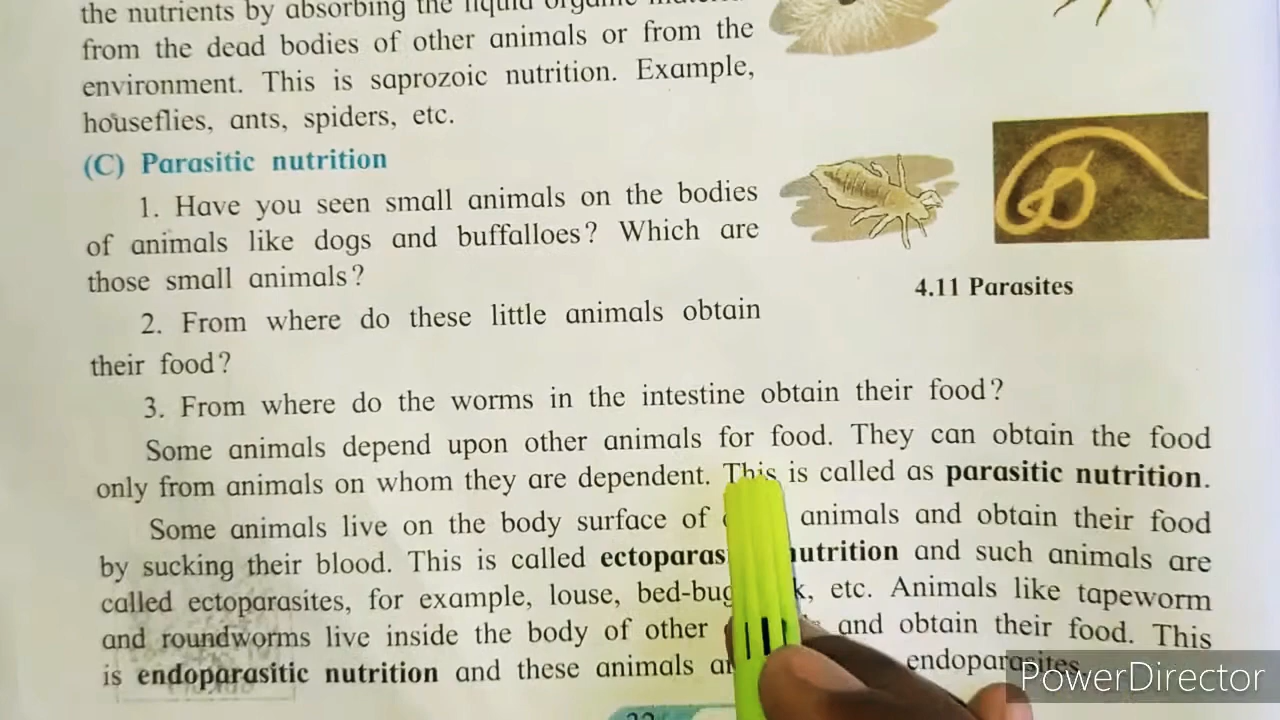 the nutrients by absorbing the liquid organic
from the dead bodies of other animals or from the
environment. This is saprozoic nutrition. Example,
houseflies, ants, spiders, etc.
(C) Parasitic nutrition
1. Have you seen small animals on the bodies
of animals like dogs and buffalloes? Which are
those small animals?
2. From where do these little animals obtain
their food?
4.11 Parasites
3. From where do the worms in the intestine obtain their food?
Some animals depend upon other animals for food. They can obtain the food
only from animals on whom they are dependent. This is called as parasitic nutrition.
Some animals live on the body surface of animals and obtain their food
by sucking their blood. This is called ectoparas nutrition and such animals are
called ectoparasites, for example, louse, bed-bug etc. Animals like tapeworm
and roundworms live inside the body of other and obtain their food. This
is endoparasitic nutrition and these animals endoparasites
PowerDirector